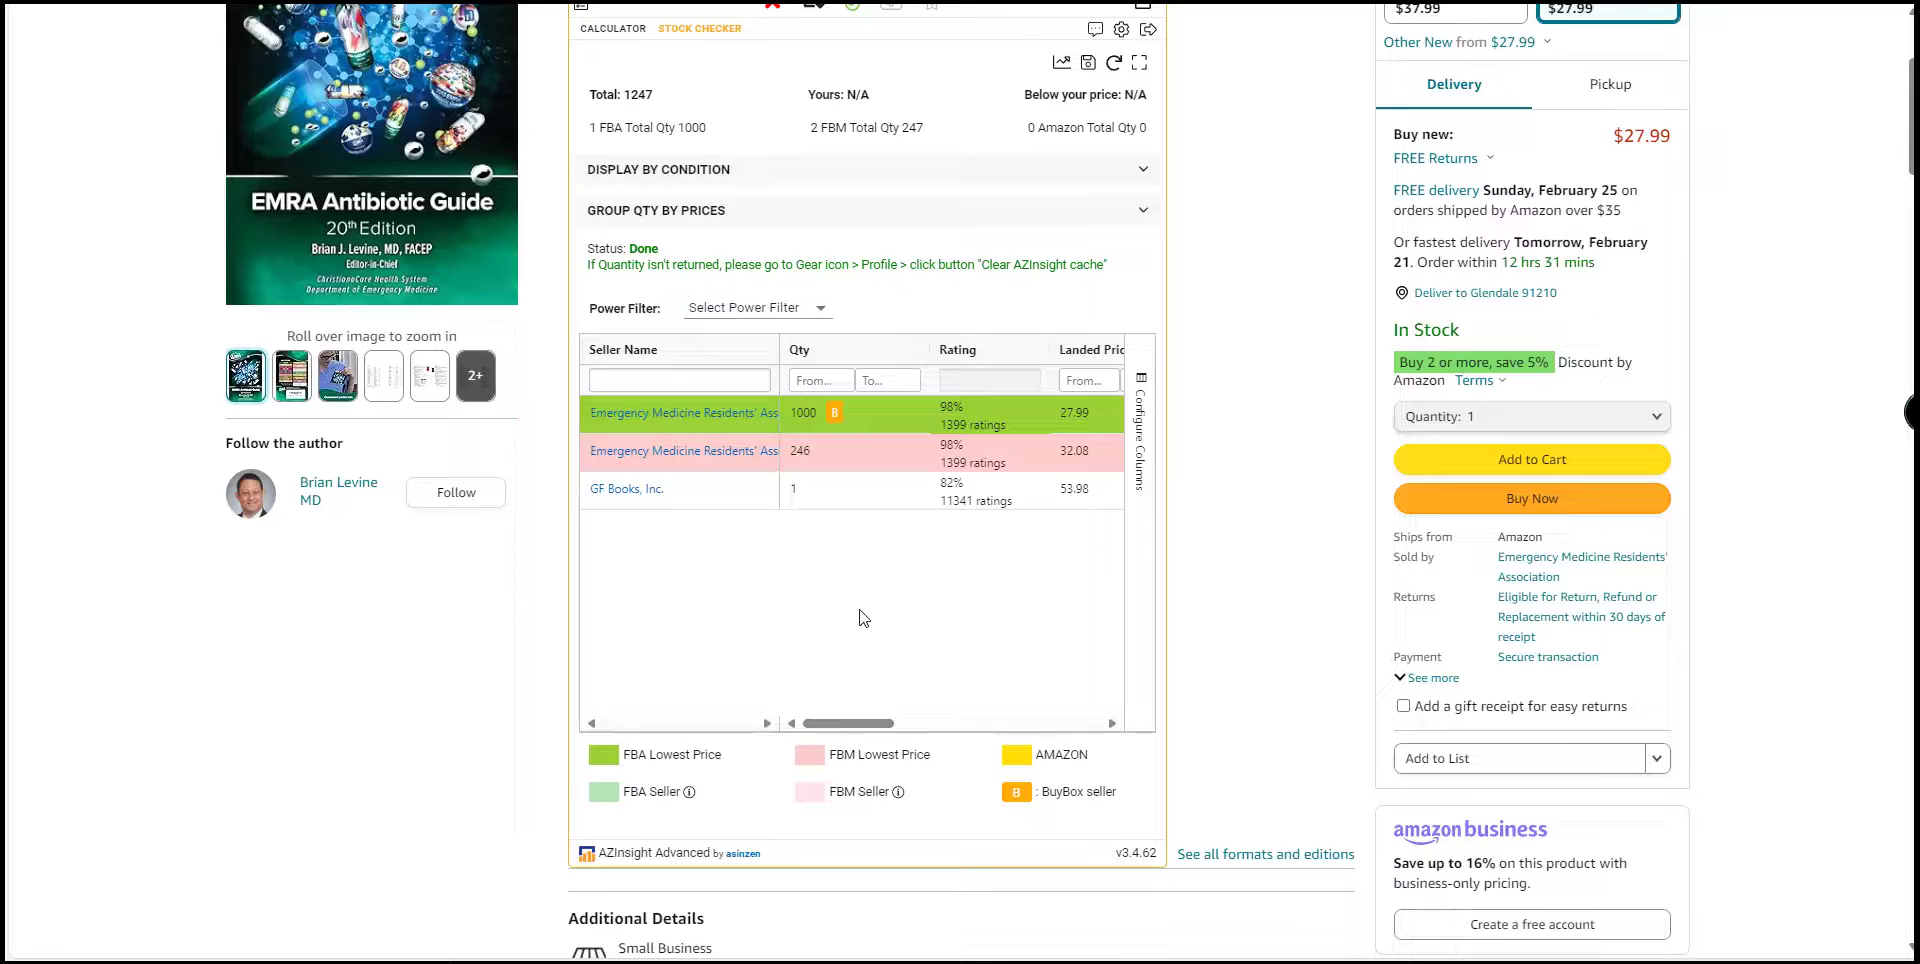 EMRA Antibiotic Guide
20th Edition
Brian J. Levine, MD, FACEP
Editor-in-Chief
ChristianaCare Health System
Department of Emergency Medicine
Roll over image to zoom in
2+
Follow the author
Brian Levine
MD
Follow
CALCULATOR STOCK CHECKER
Total: 1247 Yours: N/A Below your price: N/A
1 FBA Total Qty 1000 2 FBM Total Qty 247 0 Amazon Total Qty 0
DISPLAY BY CONDITION
GROUP QTY BY PRICES
Status: Done
If Quantity isn't returned, please go to Gear icon > Profile > click button "Clear AZInsight cache"
Power Filter: Select Power Filter
Seller Name Qty Rating Landed Pric
From... To... From...
Emergency Medicine Residents' Ass 1000 B 98% 27.99
1399 ratings
Emergency Medicine Residents' Ass 246 98% 32.08
1399 ratings
GF Books, Inc. 1 82% 53.98
11341 ratings
Configure Columns
FBA Lowest Price FBM Lowest Price AMAZON
FBA Seller FBM Seller B : BuyBox seller
AZInsight Advanced by asinzen v3.4.62
See all formats and editions
Additional Details
Small Business
$37.99 $27.99
Other New from $27.99
Delivery Pickup
Buy new: $27.99
FREE Returns
FREE delivery Sunday, February 25 on
orders shipped by Amazon over $35
Or fastest delivery Tomorrow, February
21. Order within 12 hrs 31 mins
Deliver to Glendale 91210
In Stock
Buy 2 or more, save 5% Discount by
Amazon Terms
Quantity: 1
Add to Cart
Buy Now
Ships from Amazon
Sold by Emergency Medicine Residents'
Association
Returns Eligible for Return, Refund or
Replacement within 30 days of
receipt
Payment Secure transaction
See more
Add a gift receipt for easy returns
Add to List
amazon business
Save up to 16% on this product with
business-only pricing.
Create a free account